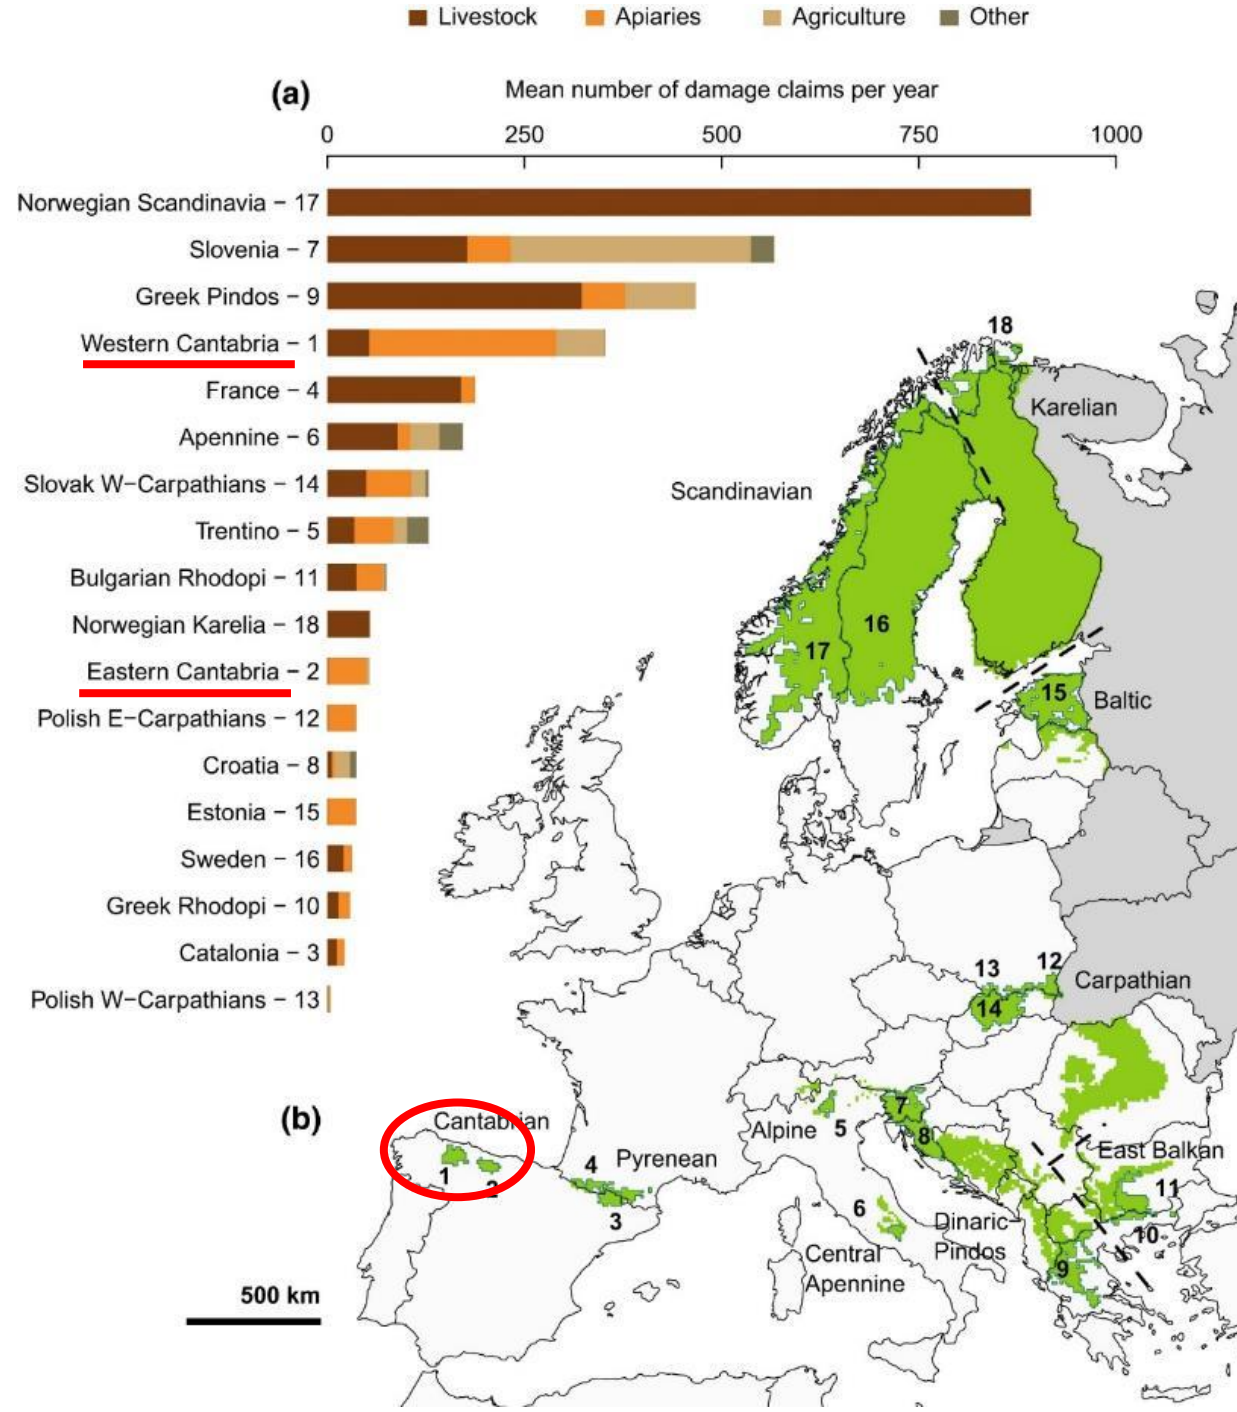 Livestock Apiaries Agriculture Other
(a) Mean number of damage claims per year
0 250 500 750 1000
Norwegian Scandinavia − 17
Slovenia − 7
Greek Pindos − 9
Western Cantabria − 1
France − 4
Apennine − 6
Slovak W−Carpathians − 14
Trentino − 5
Bulgarian Rhodopi − 11
Norwegian Karelia − 18
Eastern Cantabria − 2
Polish E−Carpathians − 12
Croatia − 8
Estonia − 15
Sweden − 16
Greek Rhodopi − 10
Catalonia − 3
Polish W−Carpathians − 13
(b)
18
Karelian
Scandinavian
16
17
15
Baltic
13 12
Carpathian
14
Cantabrian
7
Alpine 5 8
East Balkan
4 Pyrenean
1 2
11
3
6
Dinaric−
Pindos
10
Central
Apennine
9
500 km